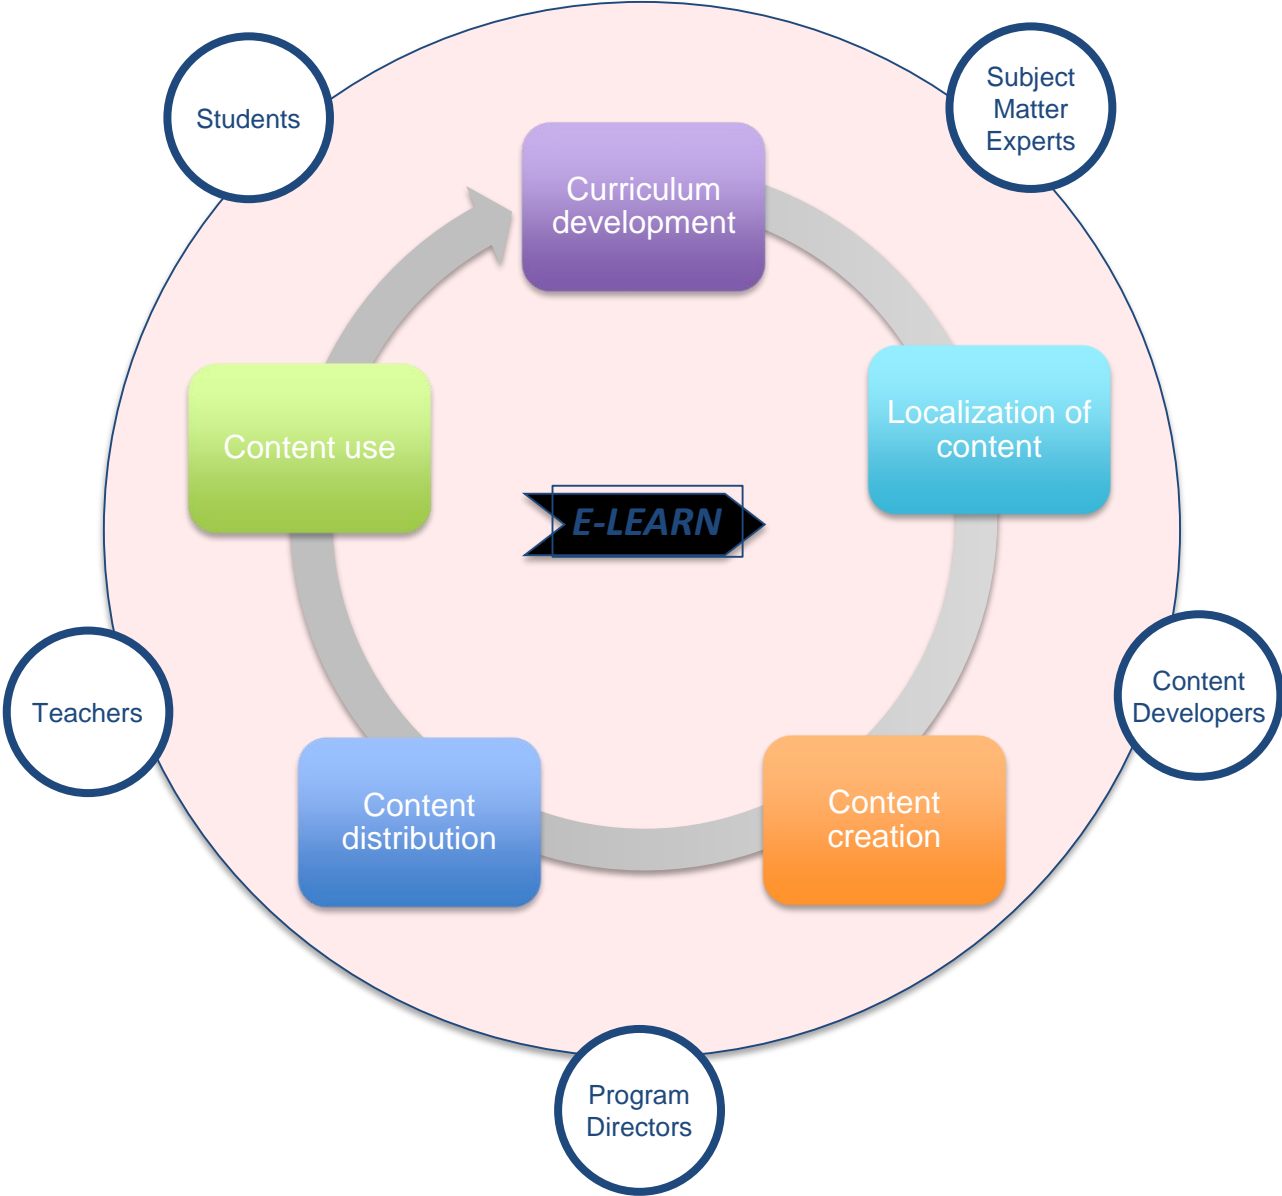 Students
Subject
Matter
Experts
Curriculum
development
Localization of
content
Content use
E-LEARN
Content
Developers
Teachers
Content
distribution
Content
creation
Program
Directors